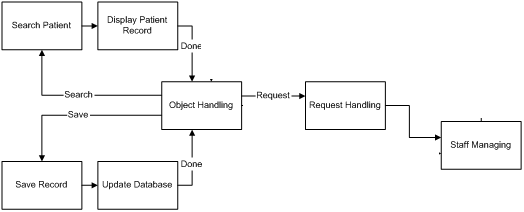 Search Patient
Display Patient
Record
Done
Search
Object Handling
Request
Request Handling
Save
Staff Managing
Done
Save Record
Update Database